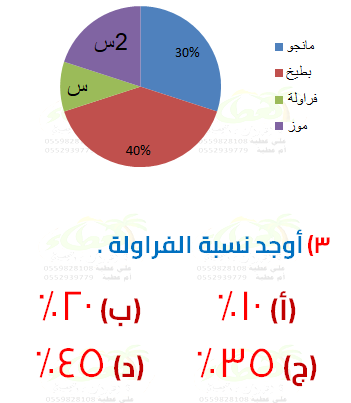 2س
30%
س
40%
مانجو
بطيخ
فراولة
موز
علي عطيه 0559828108
ام عطيه 0552939779
٣) أوجد نسبة الفراولة .
(أ) ١٠٪
(ب) ٢٠٪
(ج) ٣٥٪
(د) ٤٥٪